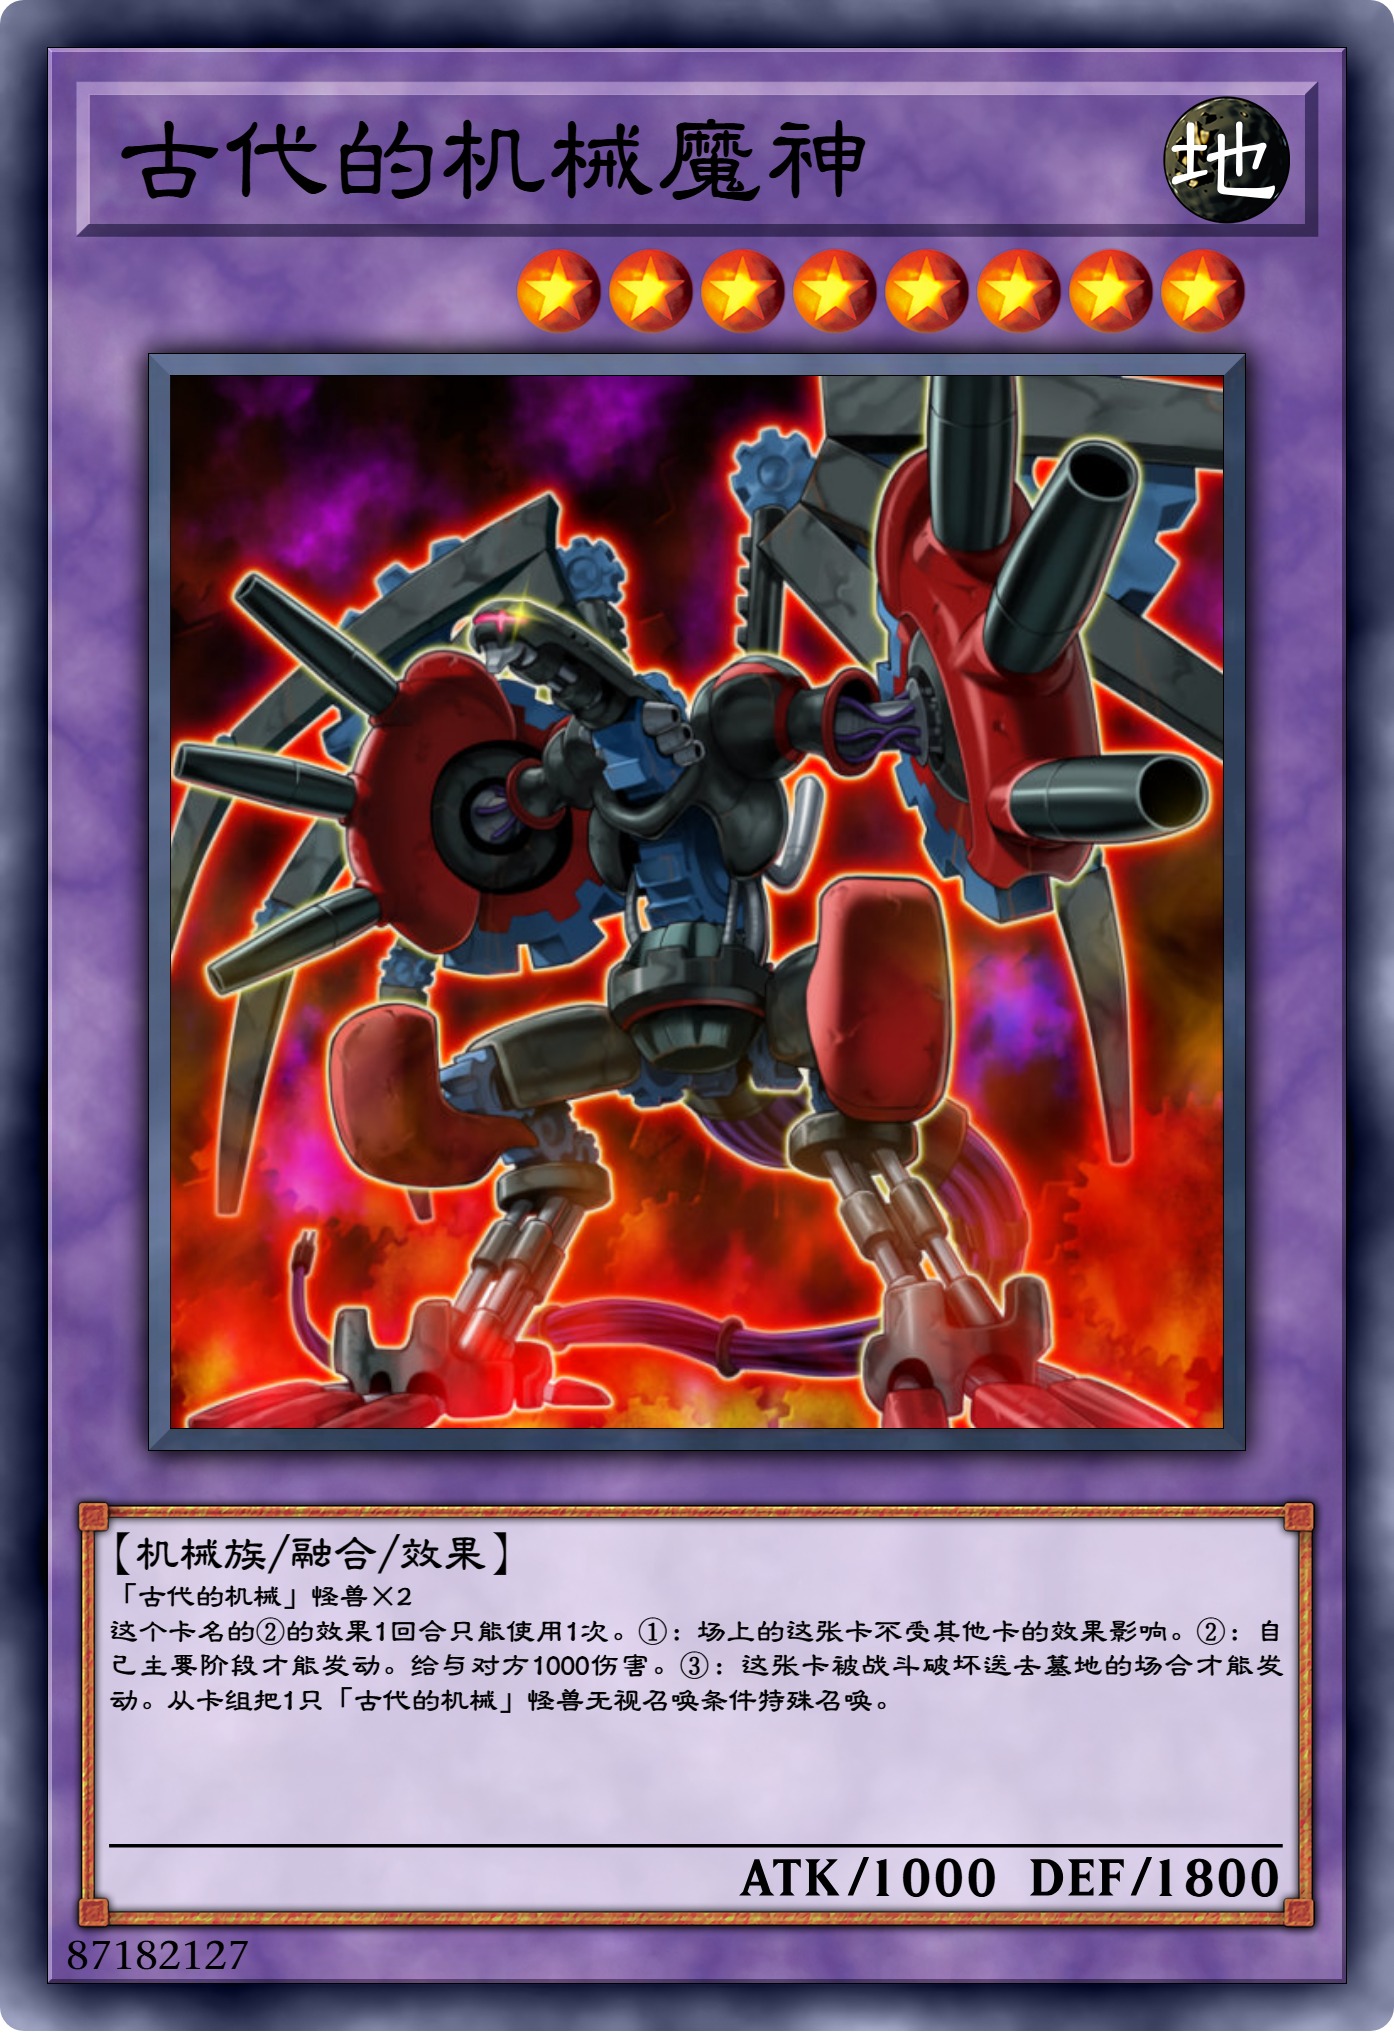 古代的机械魔神
地
【机械族/融合/效果】
「古代的机械」怪兽×2
这个卡名的②的效果1回合只能使用1次。①：场上的这张卡不受其他卡的效果影响。②：自
己主要阶段才能发动。给与对方1000伤害。③：这张卡被战斗破坏送去墓地的场合才能发
动。从卡组把1只「古代的机械」怪兽无视召唤条件特殊召唤。
ATK/1000 DEF/1800
87182127